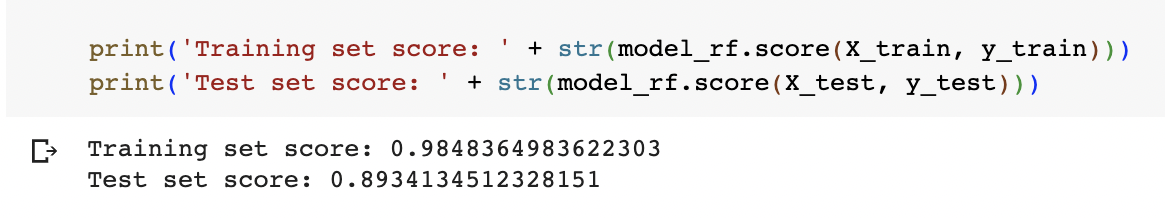 print('Training set score: ' + str(model_rf.score(X_train, y_train)))
print('Test set score: ' + str(model_rf.score(X_test, y_test)))
Training set score: 0.9848364983622303
Test set score: 0.8934134512328151